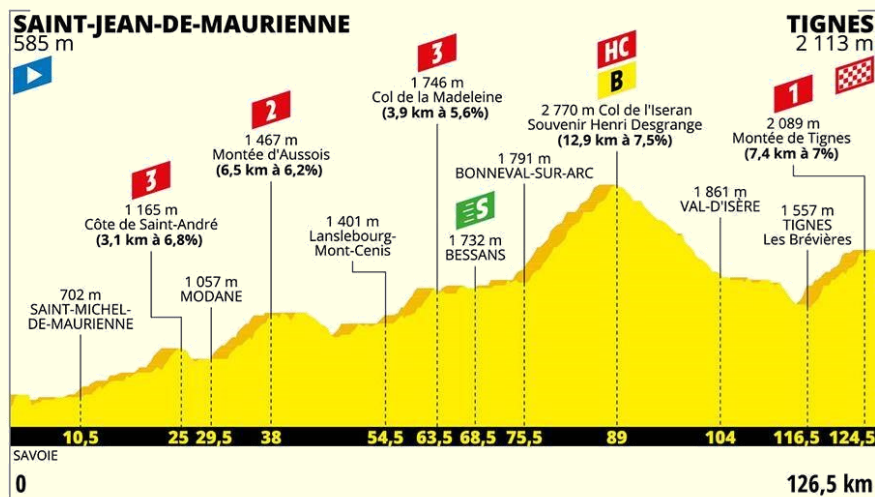 SAINT-JEAN-DE-MAURIENNE
585 m
TIGNES
2 113 m
3
1 746 m
Col de la Madeleine
(3,9 km à 5,6%)
HC
B
2 770 m Col de l'Iseran
Souvenir Henri Desgrange
(12,9 km à 7,5%)
1
2 089 m
Montée de Tignes
(7,4 km à 7%)
2
1 467 m
Montée d'Aussois
(6,5 km à 6,2%)
3
1 165 m
Côte de Saint-André
(3,1 km à 6,8%)
1 791 m
BONNEVAL-SUR-ARC
S
1 732 m
BESSANS
1 401 m
Lanslebourg-
Mont-Cenis
1 861 m
VAL-D'ISÈRE
1 557 m
TIGNES
Les Brévières
702 m
SAINT-MICHEL-
DE-MAURIENNE
1 057 m
MODANE
10,5 25 29,5 38 54,5 63,5 68,5 75,5 89 104 116,5 124,5
SAVOIE
0 126,5 km